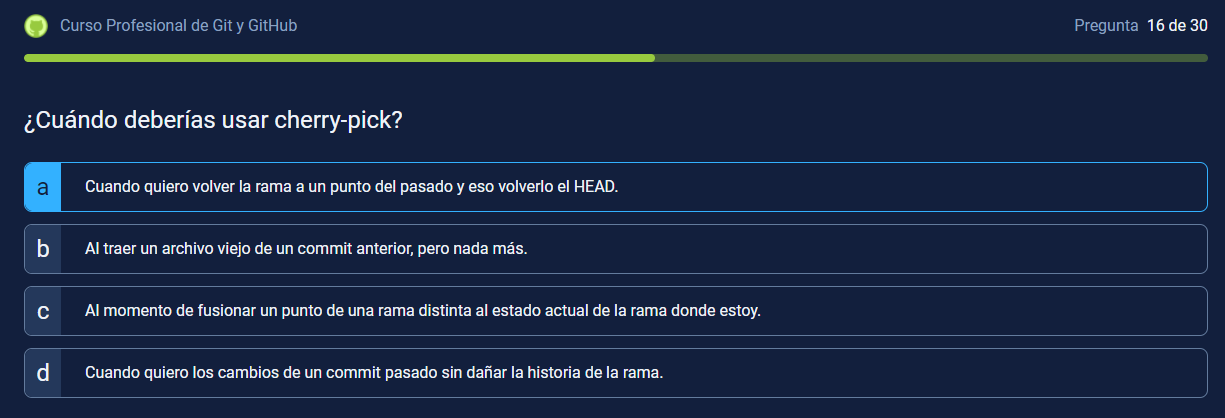 Curso Profesional de Git y GitHub
Pregunta 16 de 30
¿Cuándo deberías usar cherry-pick?
a Cuando quiero volver la rama a un punto del pasado y eso volverlo el HEAD.
b Al traer un archivo viejo de un commit anterior, pero nada más.
c Al momento de fusionar un punto de una rama distinta al estado actual de la rama donde estoy.
d Cuando quiero los cambios de un commit pasado sin dañar la historia de la rama.